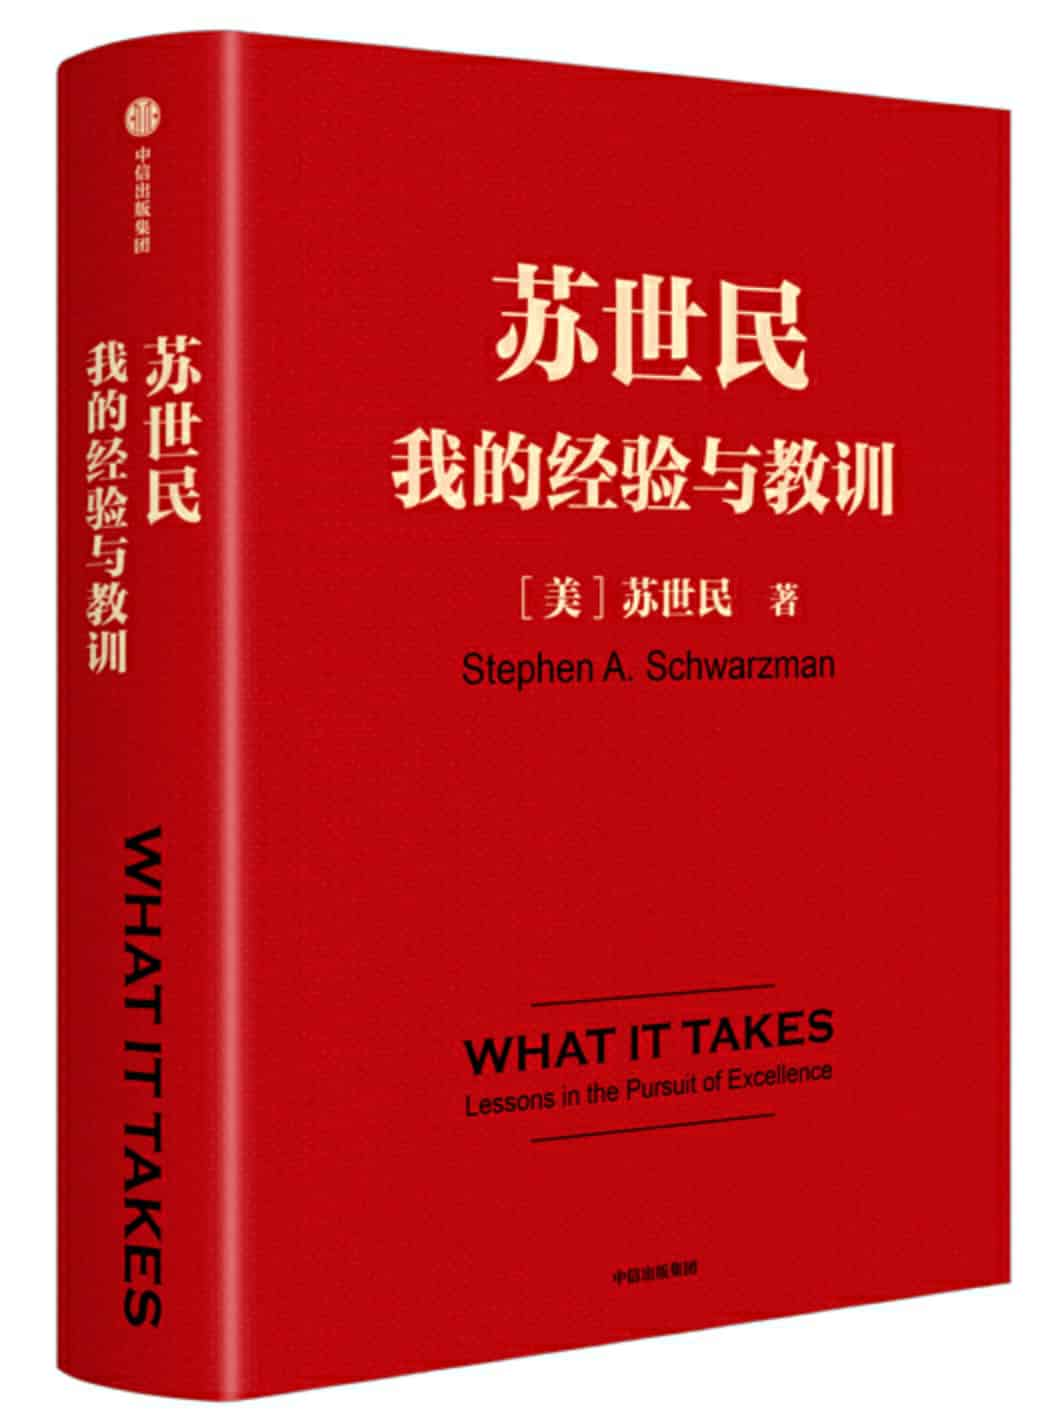 中信出版集团
苏世民
我的经验与教训
WHAT IT TAKES
苏世民
我的经验与教训
[美]苏世民 著
Stephen A. Schwarzman
WHAT IT TAKES
Lessons in the Pursuit of Excellence
中信出版集团